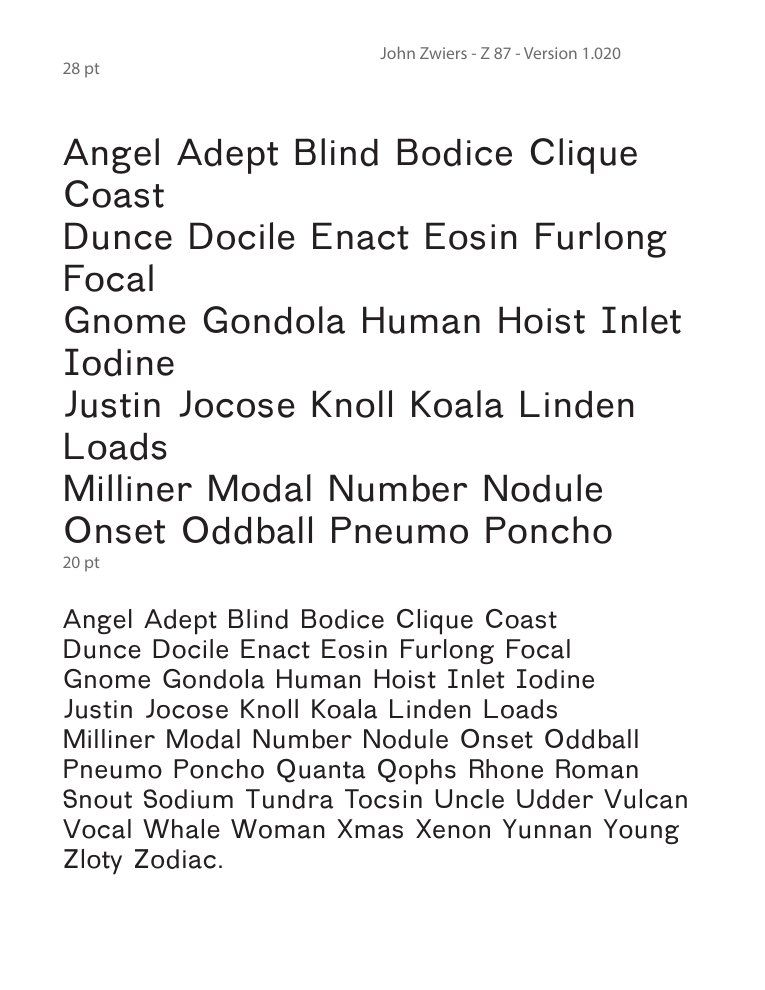 John Zwiers - Z 87 - Version 1.020
28 pt
Angel Adept Blind Bodice Clique
Coast
Dunce Docile Enact Eosin Furlong
Focal
Gnome Gondola Human Hoist Inlet
Iodine
Justin Jocose Knoll Koala Linden
Loads
Milliner Modal Number Nodule
Onset Oddball Pneumo Poncho
20 pt
Angel Adept Blind Bodice Clique Coast
Dunce Docile Enact Eosin Furlong Focal
Gnome Gondola Human Hoist Inlet Iodine
Justin Jocose Knoll Koala Linden Loads
Milliner Modal Number Nodule Onset Oddball
Pneumo Poncho Quanta Qophs Rhone Roman
Snout Sodium Tundra Tocsin Uncle Udder Vulcan
Vocal Whale Woman Xmas Xenon Yunnan Young
Zloty Zodiac.